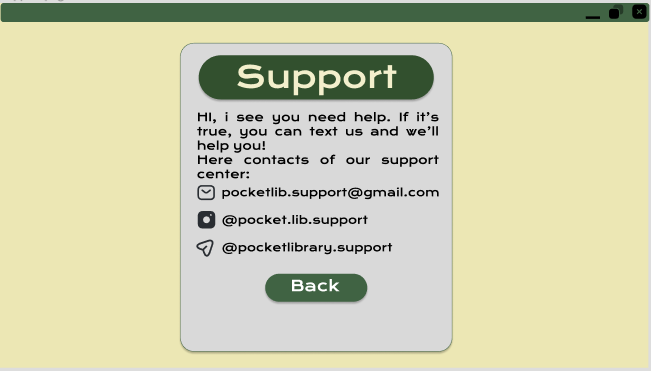 Support
HI, i see you need help. If it's
true, you can text us and we'll
help you!
Here contacts of our support
center:
pocketlib.support@gmail.com
@pocket.lib.support
@pocketlibrary.support
Back